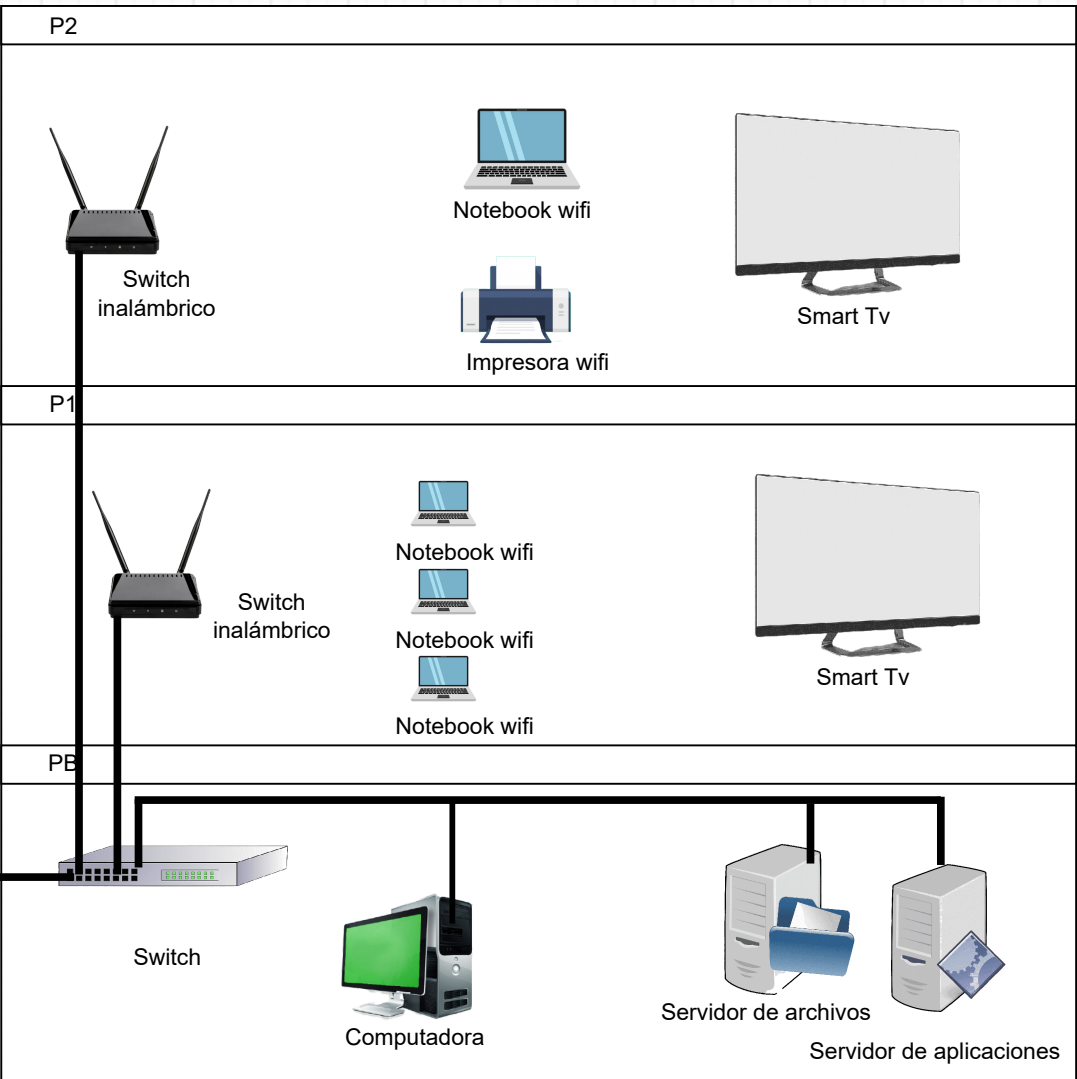 P2
Notebook wifi
Switch
inalámbrico
Smart Tv
Impresora wifi
P1
Notebook wifi
Switch
inalámbrico
Notebook wifi
Smart Tv
Notebook wifi
PB
Switch
Servidor de archivos
Computadora
Servidor de aplicaciones